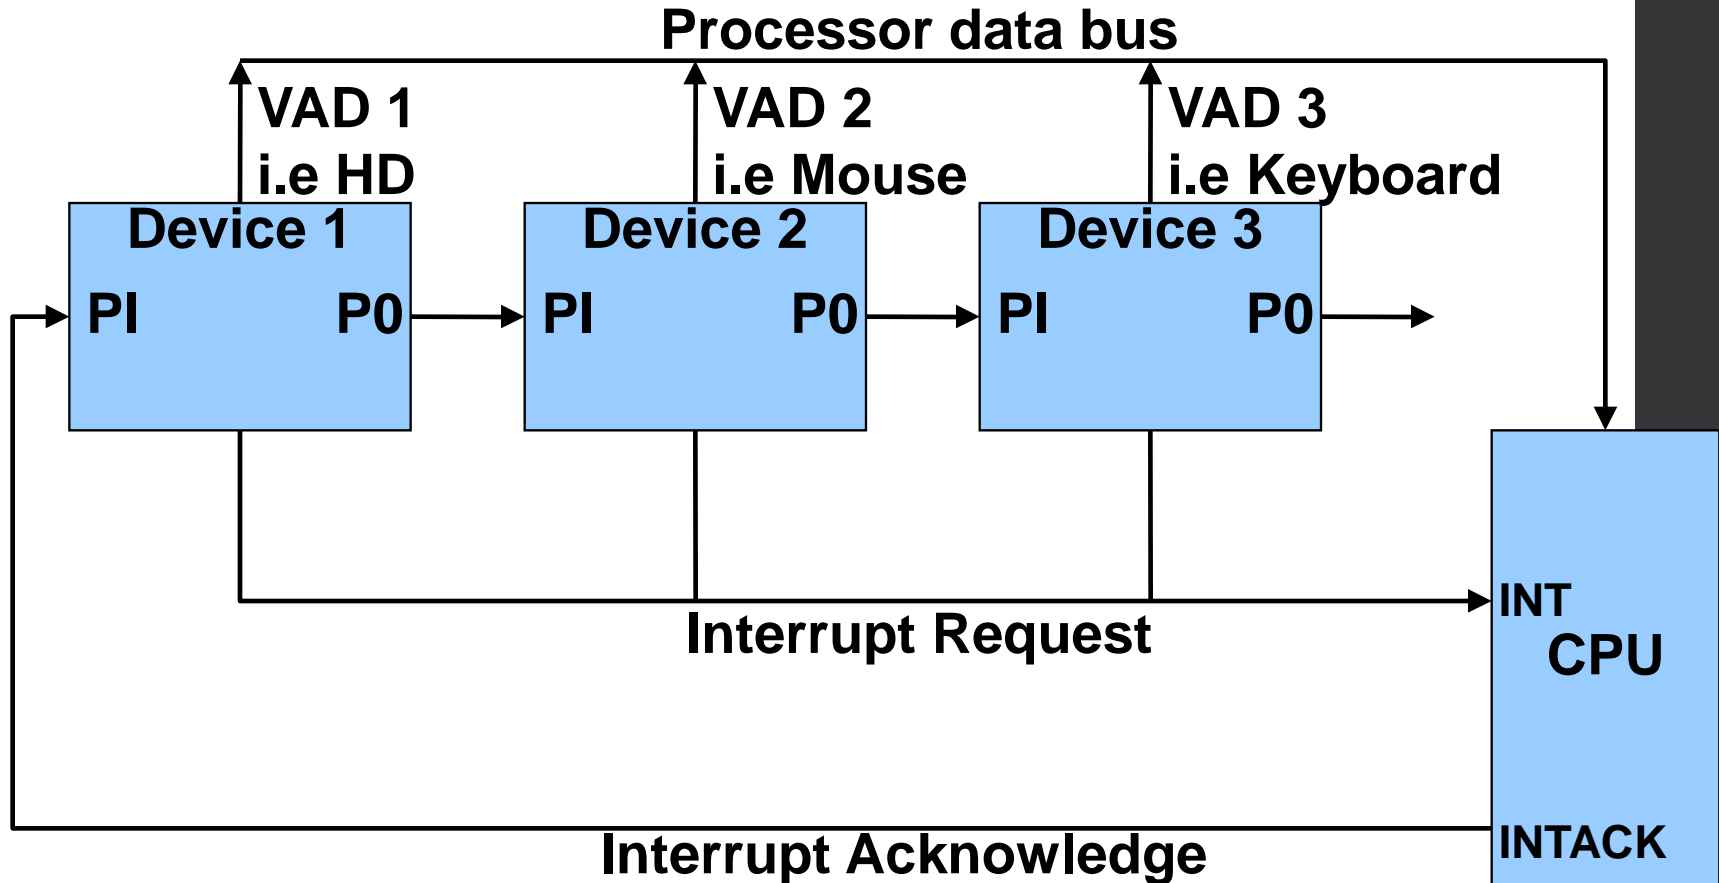 Processor data bus
VAD 1
i.e HD
VAD 2
i.e Mouse
VAD 3
i.e Keyboard
Device 1
PI P0
Device 2
PI P0
Device 3
PI P0
INT
Interrupt Request
CPU
Interrupt Acknowledge
INTACK